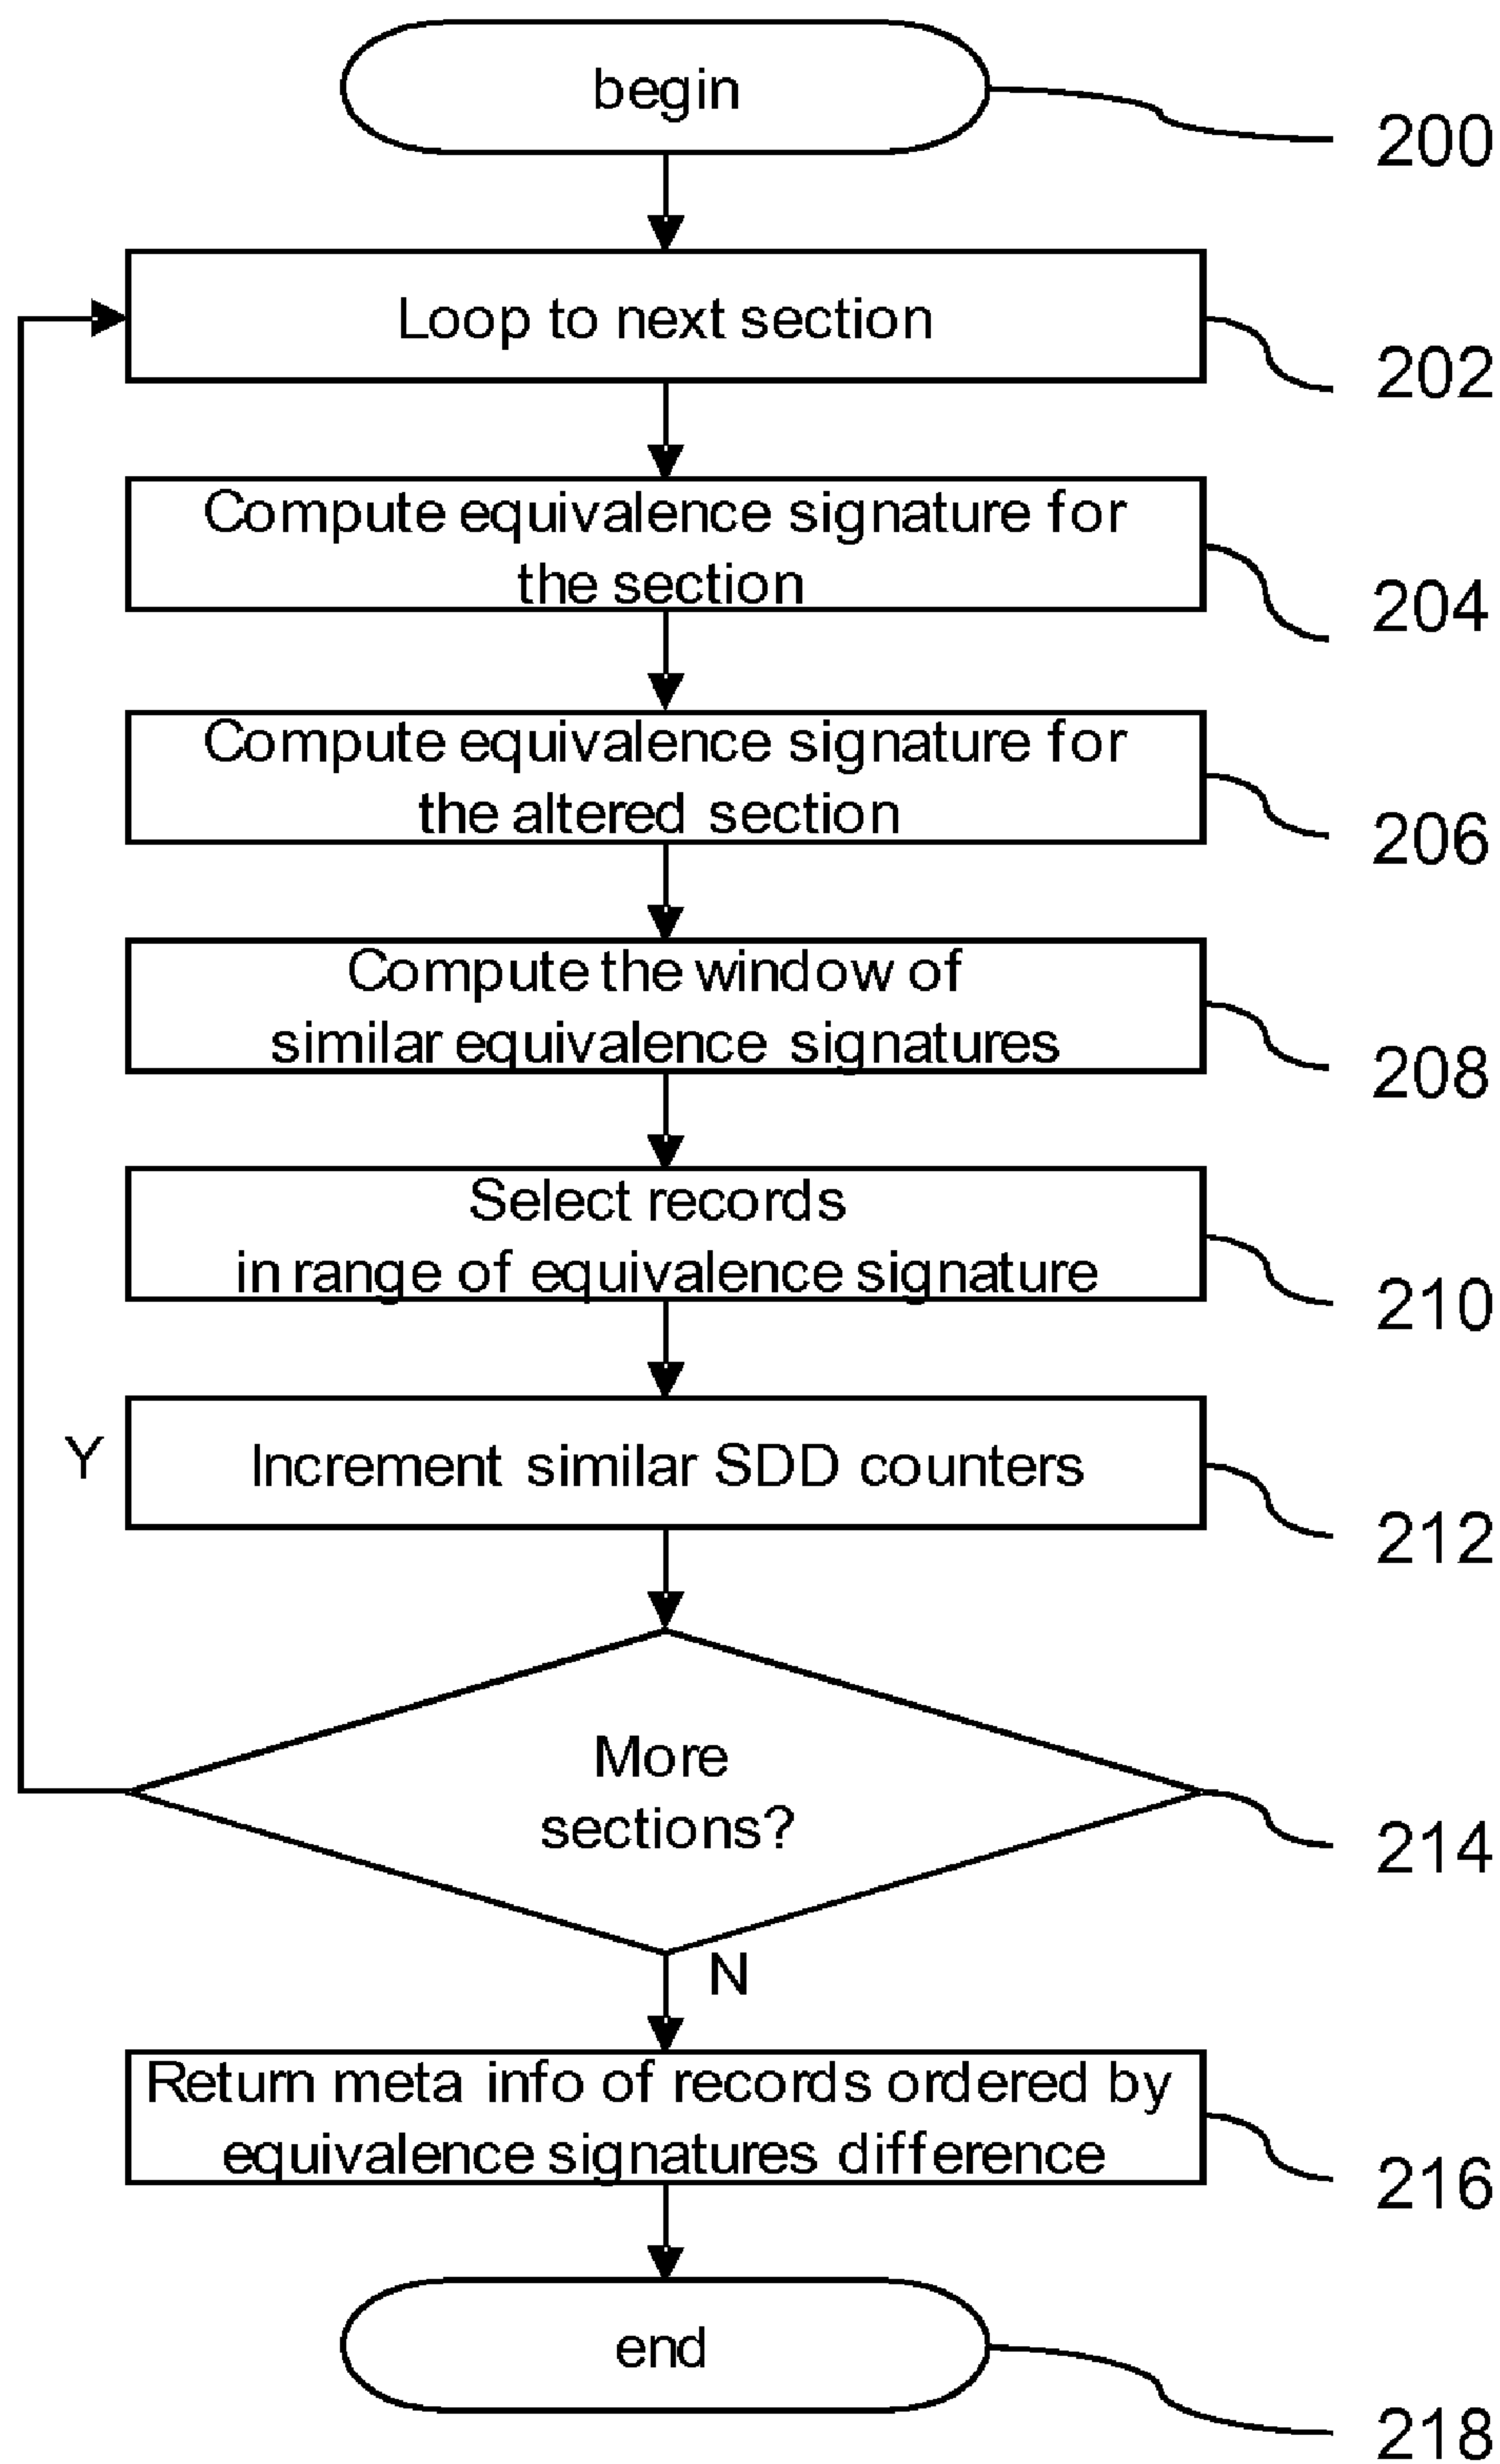 begin
200
Loop to next section
202
Compute equivalence signature for
the section
204
Compute equivalence signature for
the altered section
206
Compute the window of
similar equivalence signatures
208
Select records
in range of equivalence signature
210
Y
Increment similar SDD counters
212
More
sections?
214
N
Return meta info of records ordered by
equivalence signatures difference
216
end
218